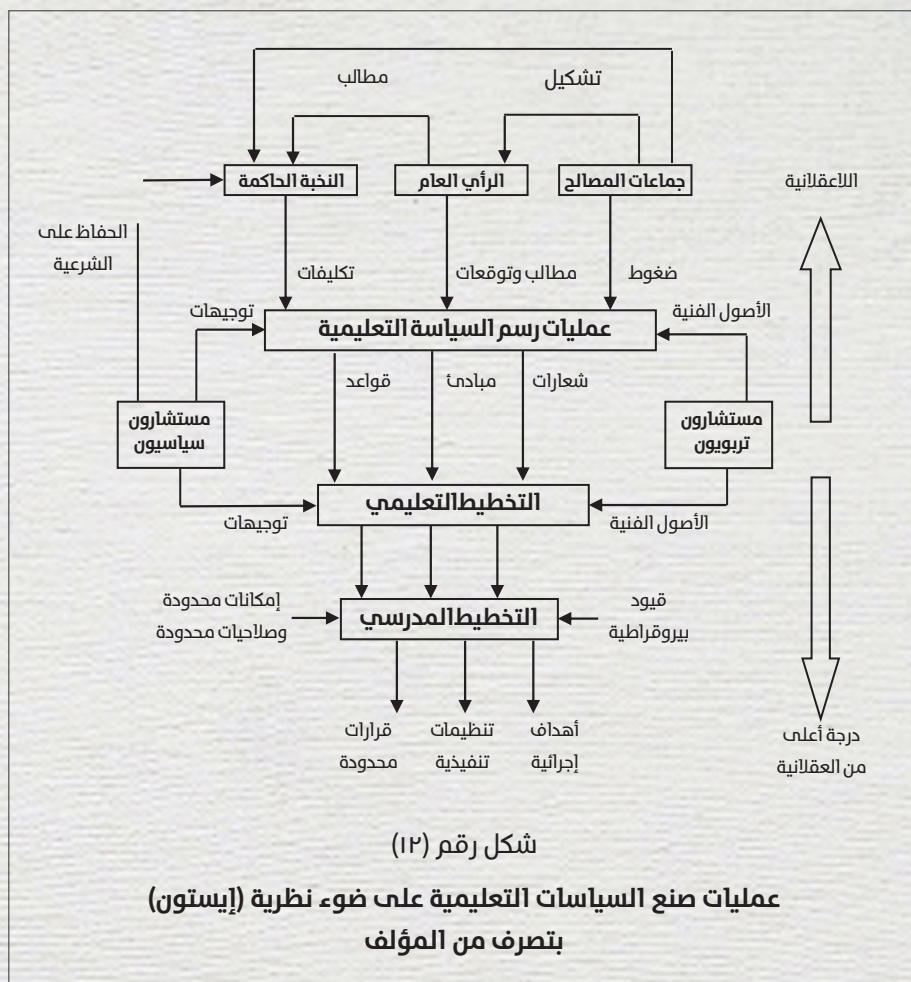 تشكيل
مطالب
جماعات المصالح
الرأي العام
النخبة الحاكمة
اللاعقلانية
الحفاظ على
الشرعية
ضغوط
مطالب وتوقعات
تكليفات
الأصول الفنية
توجيهات
عمليات رسم السياسة التعليمية
شعارات
مبادئ
قواعد
مستشارون
تربويون
مستشارون
سياسيون
التخطيط التعليمي
الأصول الفنية
توجيهات
التخطيط المدرسي
قيود
بيروقراطية
إمكانات محدودة
وصلاحيات محدودة
أهداف
إجرائية
تنظيمات
تنفيذية
قرارات
محدودة
درجة أعلى
من العقلانية
شكل رقم (١٢)
عمليات صنع السياسات التعليمية على ضوء نظرية (إيستون)
بتصرف من المؤلف